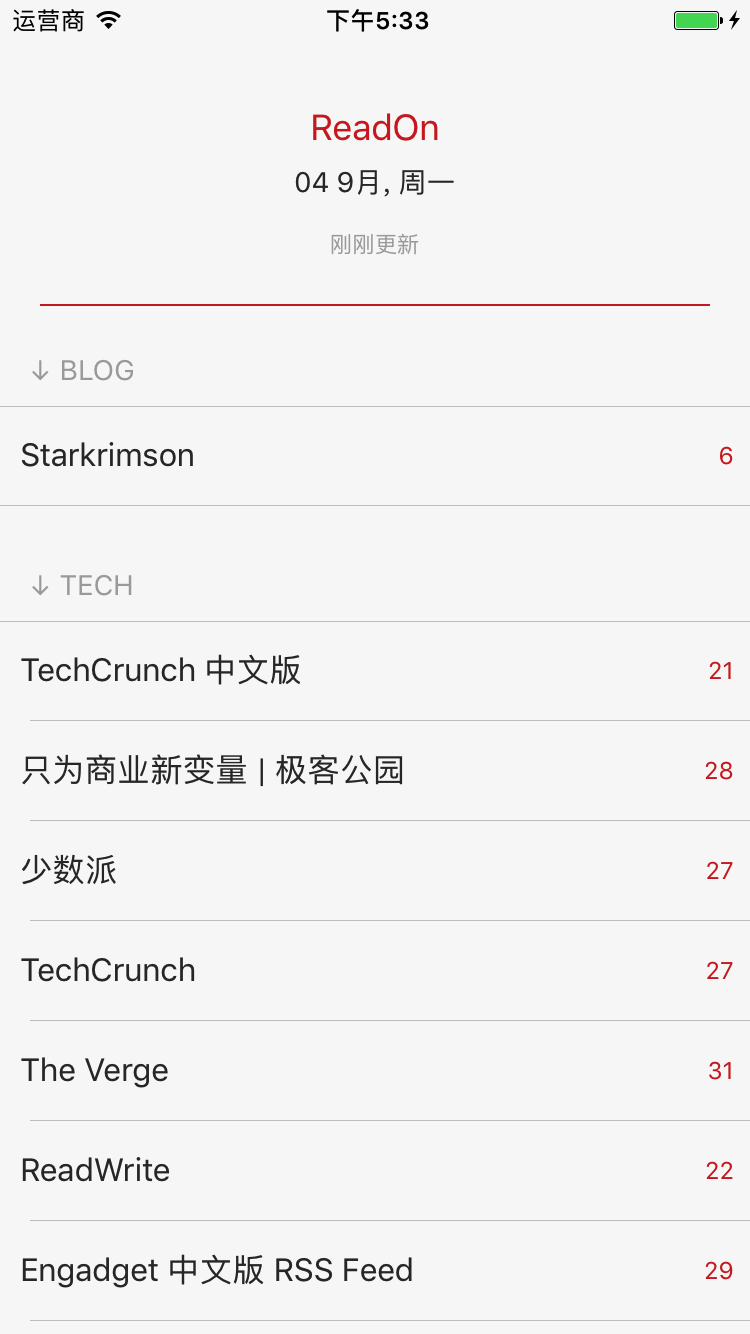 运营商 下午5:33
ReadOn
04 9月, 周一
刚刚更新
↓ BLOG
Starkrimson 6
↓ TECH
TechCrunch 中文版 21
只为商业新变量 | 极客公园 28
少数派 27
TechCrunch 27
The Verge 31
ReadWrite 22
Engadget 中文版 RSS Feed 29